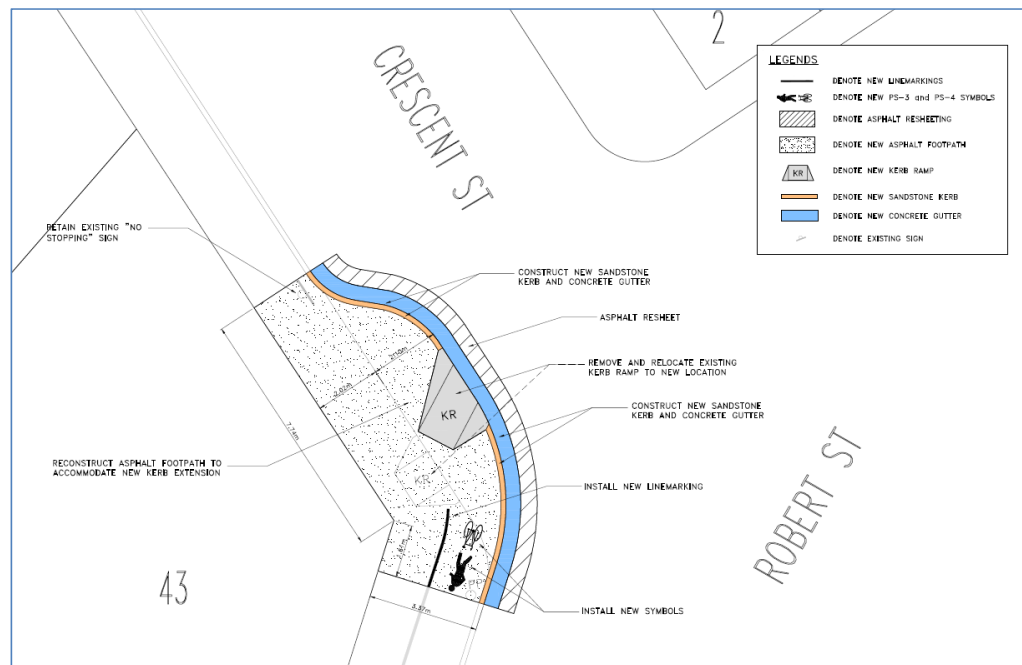 2
CRESCENT ST
LEGENDS
DENOTE NEW LINEMARKINGS
DENOTE NEW PS-3 and PS-4 SYMBOLS
DENOTE ASPHALT RESHEETING
DENOTE NEW ASPHALT FOOTPATH
KR
DENOTE NEW KERB RAMP
DENOTE NEW SANDSTONE KERB
DENOTE NEW CONCRETE GUTTER
DENOTE EXISTING SIGN
RETAIN EXISTING "NO
STOPPING" SIGN
CONSTRUCT NEW SANDSTONE
KERB AND CONCRETE GUTTER
ASPHALT RESHEET
REMOVE AND RELOCATE EXISTING
KERB RAMP TO NEW LOCATION
CONSTRUCT NEW SANDSTONE
KERB AND CONCRETE GUTTER
KR
7.74m
RECONSTRUCT ASPHALT FOOTPATH TO
ACCOMMODATE NEW KERB EXTENSION
KR
INSTALL NEW LINEMARKING
ROBERT ST
43
3.57m
INSTALL NEW SYMBOLS